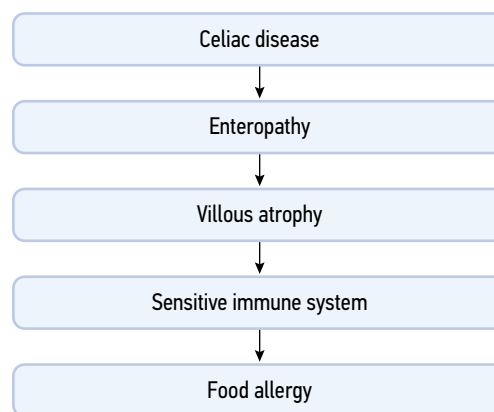 Celiac disease
Enteropathy
Villous atrophy
Sensitive immune system
Food allergy